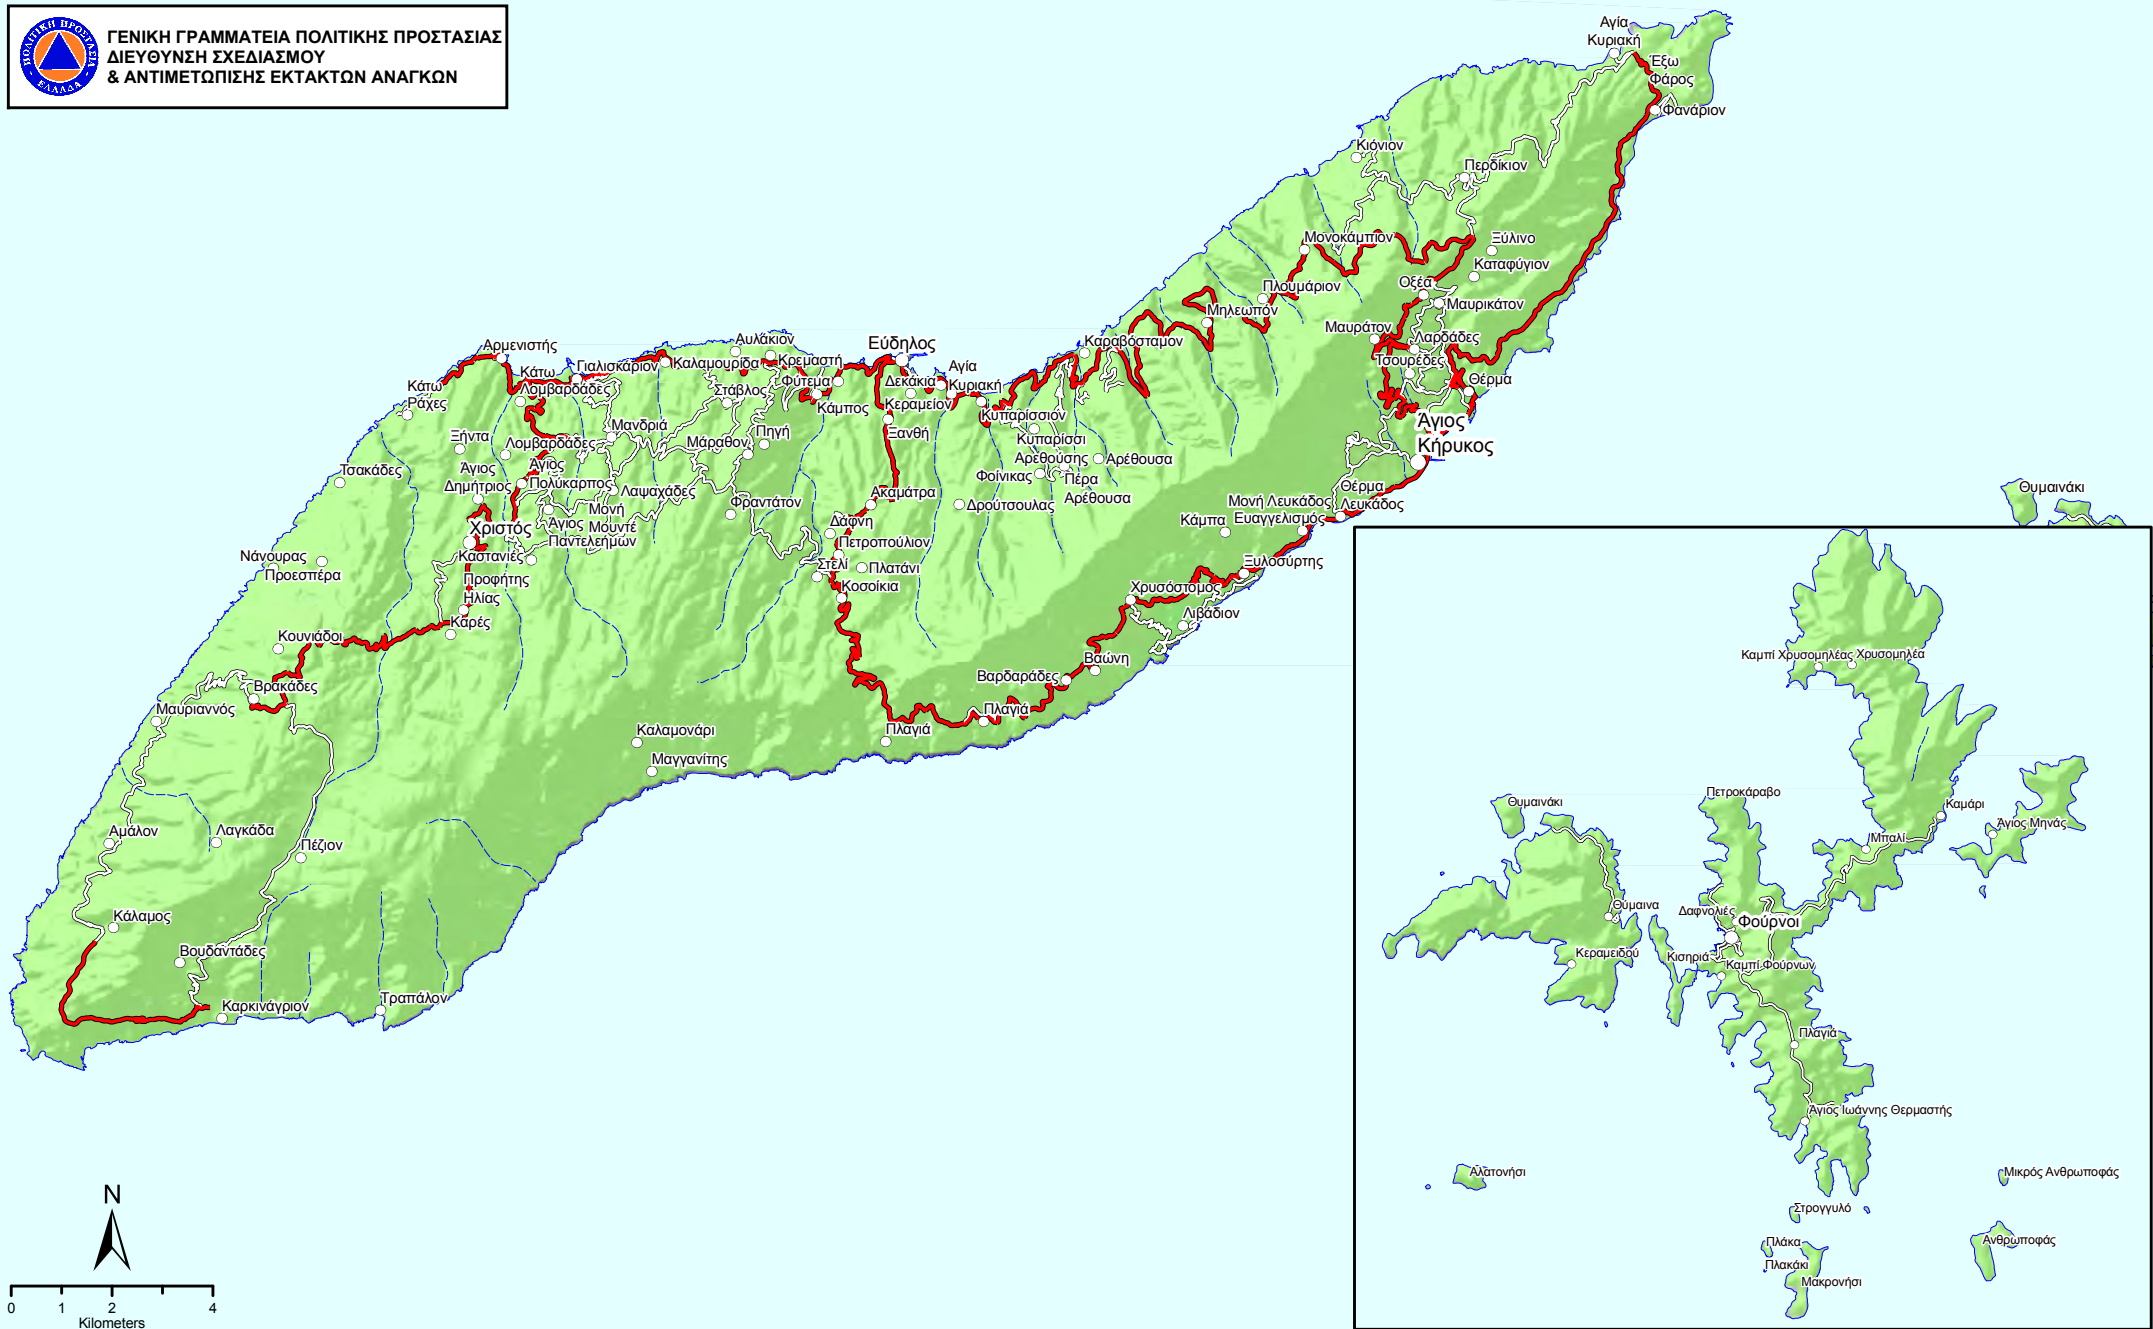 ΓΕΝΙΚΗ ΓΡΑΜΜΑΤΕΙΑ ΠΟΛΙΤΙΚΗΣ ΠΡΟΣΤΑΣΙΑΣ
ΔΙΕΥΘΥΝΣΗ ΣΧΕΔΙΑΣΜΟΥ
& ΑΝΤΙΜΕΤΩΠΙΣΗΣ ΕΚΤΑΚΤΩΝ ΑΝΑΓΚΩΝ
ΠΟΛΙΤΙΚΗ ΠΡΟΣΤΑΣΙΑ
ΕΛΛΑΔΑ
Αγία
Κυριακή
Έξω
Φάρος
Φανάριον
Κιόνιον
Περδίκιον
Μονοκάμπιον
Ξύλινο
Καταφύγιον
Οξέα
Μαυρικάτον
Πλουμάριον
Μηλεωπόν
Μαυράτον
Λαρδάδες
Τσουρέδες
Θέρμα
Άγιος
Κήρυκος
Καραβόσταμον
Εύδηλος
Αυλάκιον
Κρεμαστή
Φύτεμα
Κάμπος
Αρμενιστής
Κάτω
Λομβαρδάδες
Γιαλισκάριον
Καλαμουρίδα
Κάτω
Ράχες
Στάβλος
Δεκάκια
Κεραμείον
Αγία
Κυριακή
Κυπαρίσσιόν
Κυπαρίσσι
Ξανθή
Μανδριά
Μάραθον
Πηγή
Ξήντα
Λομβαρδάδες
Άγιος
Δημήτριος
Άγιος
Πολύκαρπος
Τσακάδες
Λαψαχάδες
Φραντάτον
Μονή
Μουντέ
Άγιος
Παντελεήμων
Χριστός
Καστανιές
Προφήτης
Ηλίας
Καρές
Νάνουρας
Προεσπέρα
Κουνιάδοι
Βρακάδες
Μαυριαννός
Αρεθούσης
Αρέθουσα
Φοίνικας
Πέρα
Αρέθουσα
Ακαμάτρα
Δρούτσουλας
Δάφνη
Πετροπούλιον
Στελί
Πλατάνι
Κοσοίκια
Θέρμα
Λευκάδος
Μονή Λευκάδος
Ευαγγελισμός
Κάμπα
Ξυλοσύρτης
Χρυσόστομος
Λιβάδιον
Βαώνη
Βαρδαράδες
Πλαγιά
Πλαγιά
Καλαμονάρι
Μαγγανίτης
Αμάλον
Λαγκάδα
Πέζιον
Κάλαμος
Βουδαντάδες
Καρκινάγριον
Τραπάλον
Θυμαινάκι
Καμπί Χρυσομηλέας
Χρυσομηλέα
Θυμαινάκι
Πετροκάραβο
Καμάρι
Άγιος Μηνάς
Μπαλί
Θύμαινα
Δαφνολιές
Φούρνοι
Κεραμειδού
Κισηριά
Καμπί Φούρνων
Πλαγιά
Άγιος Ιωάννης Θερμαστής
Αλατονήσι
Μικρός Ανθρωποφάς
Στρογγυλό
Ανθρωποφάς
Πλάκα
Πλακάκι
Μακρονήσι
N
0 1 2 4
Kilometers